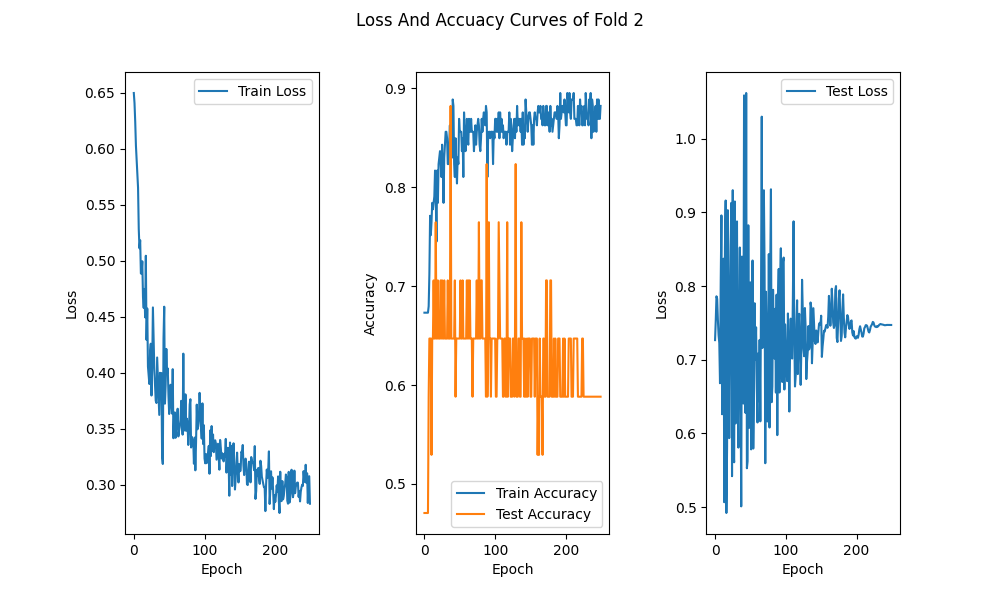 Loss And Accuacy Curves of Fold 2
Train Loss
0.65
0.60
0.55
0.50
0.45
0.40
0.35
0.30
Loss
0 100 200
Epoch
0.9
0.8
0.7
0.6
0.5
Accuracy
Train Accuracy
Test Accuracy
0 100 200
Epoch
Test Loss
1.0
0.9
0.8
0.7
0.6
0.5
Loss
0 100 200
Epoch